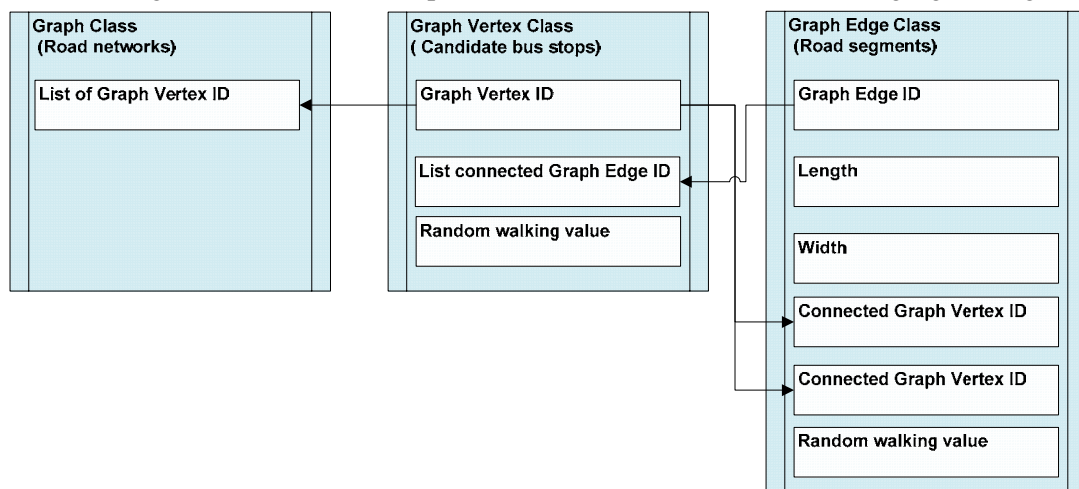 Graph Class
(Road networks)
List of Graph Vertex ID
Graph Vertex Class
( Candidate bus stops)
Graph Vertex ID
List connected Graph Edge ID
Random walking value
Graph Edge Class
(Road segments)
Graph Edge ID
Length
Width
Connected Graph Vertex ID
Connected Graph Vertex ID
Random walking value